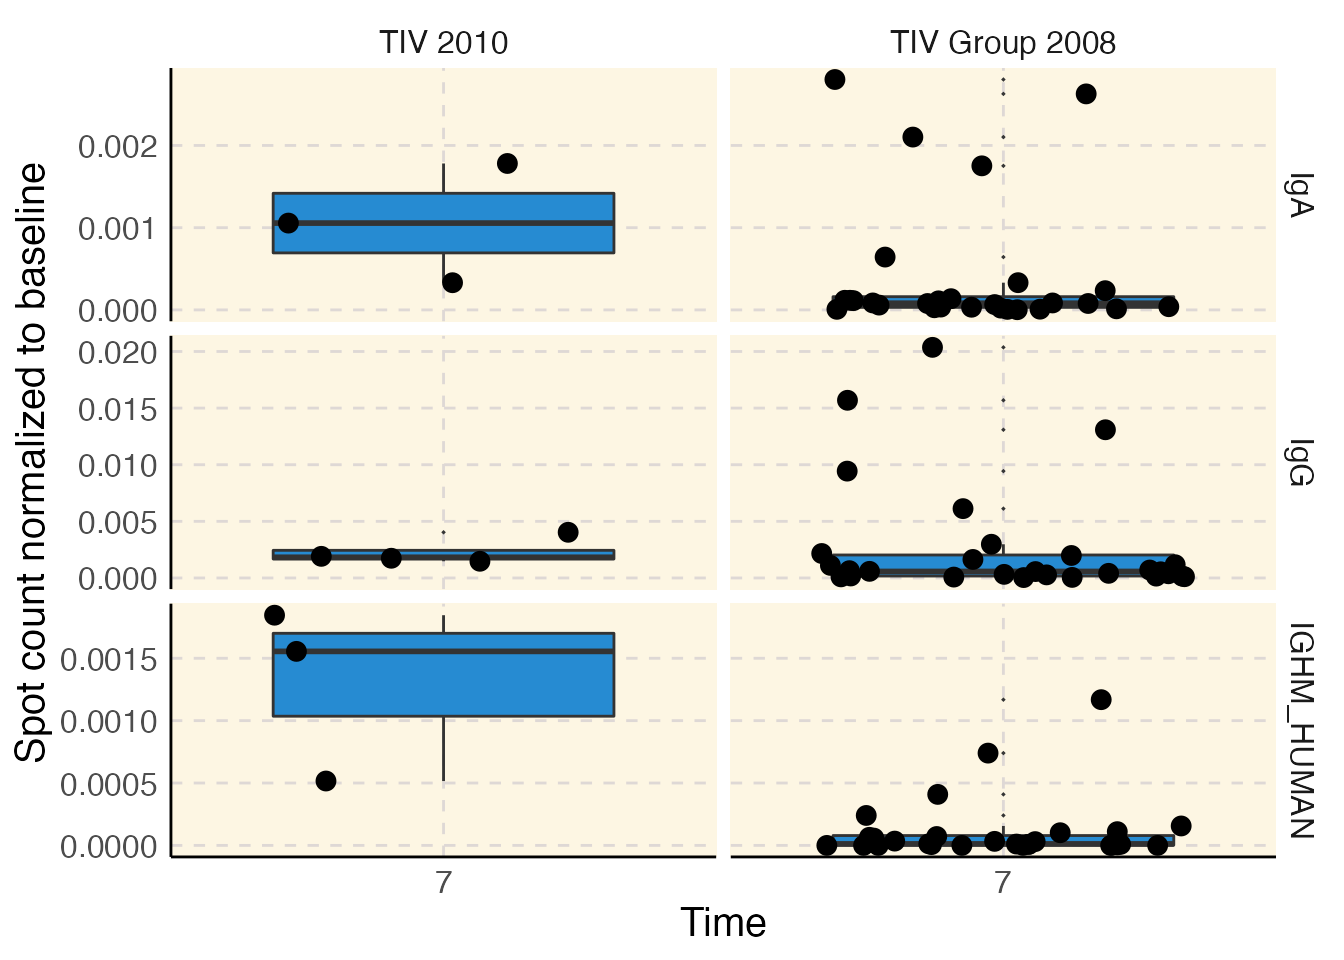 TIV 2010
TIV Group 2008
Spot count normalized to baseline
0.002
0.001
0.000
IgA
0.020
0.015
0.010
0.005
0.000
IgG
0.0015
0.0010
0.0005
0.0000
IGHM_HUMAN
7
7
Time